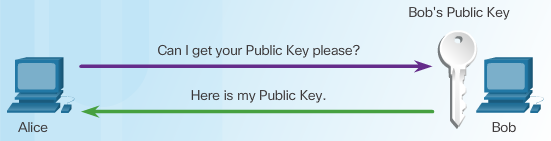 Bob's Public Key
Can I get your Public Key please?
Here is my Public Key.
Alice
Bob